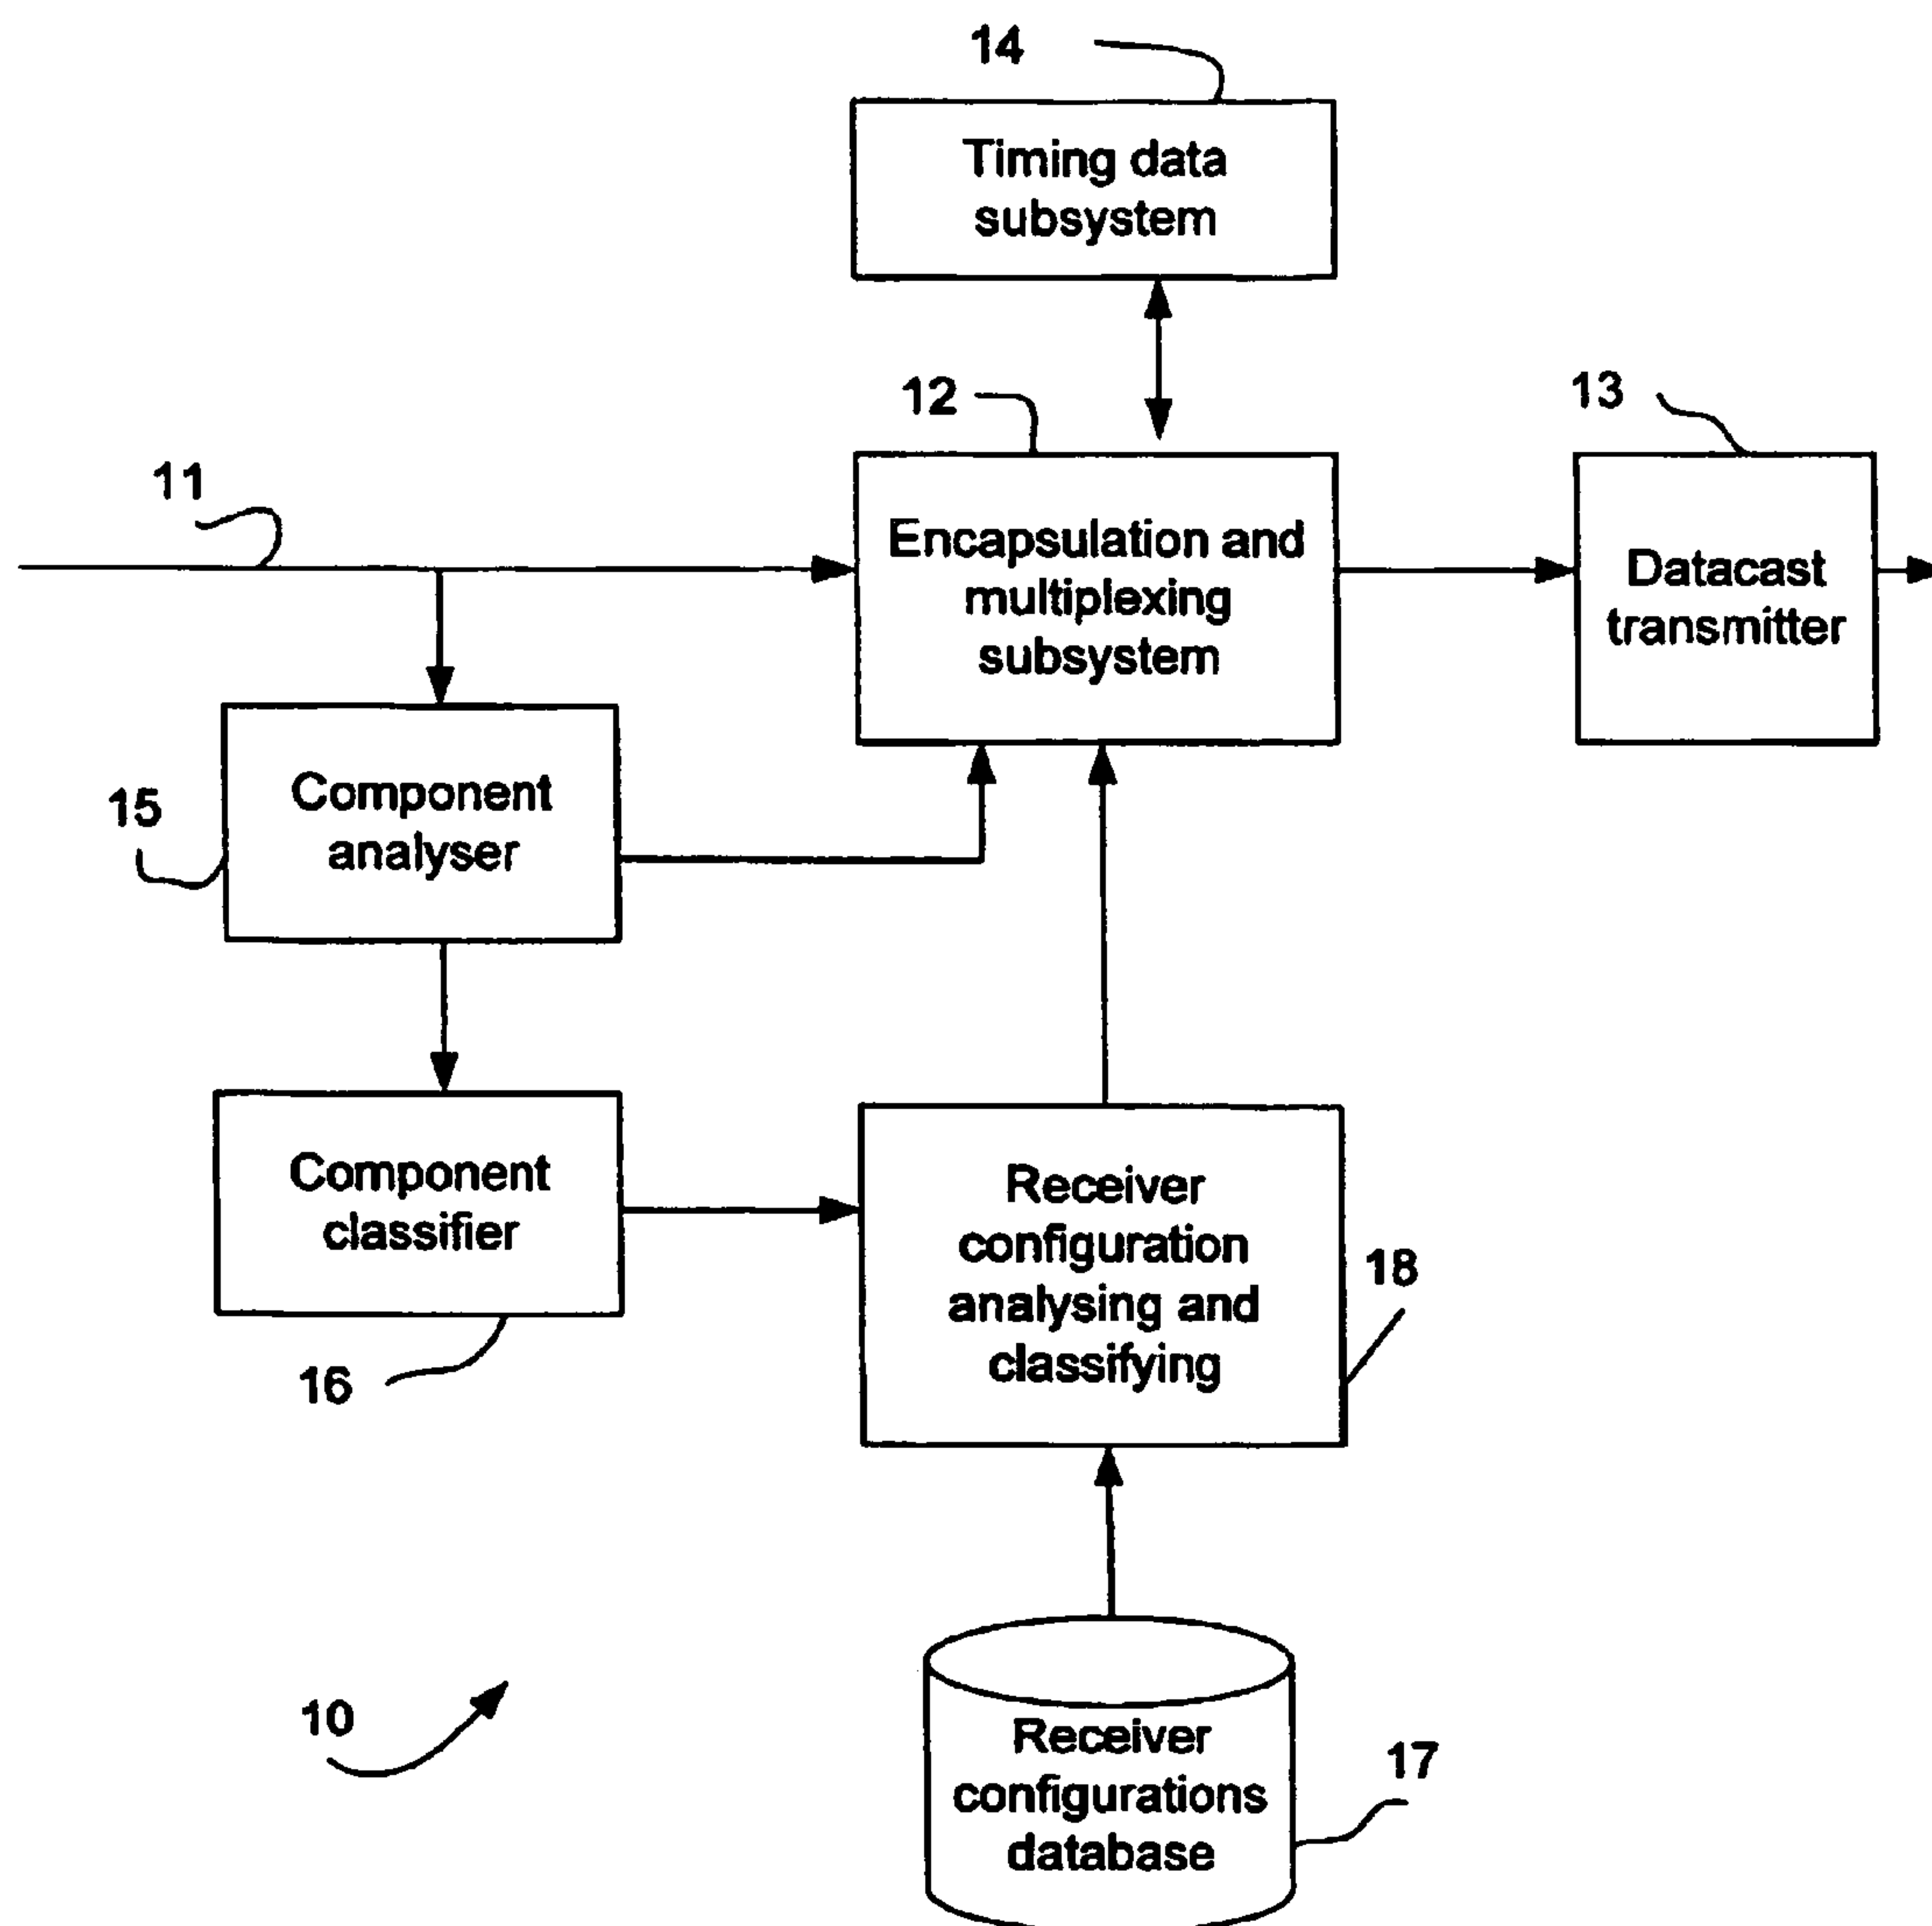 14
Timing data
subsystem
12
13
11
Encapsulation and
multiplexing
subsystem
Datacast
transmitter
15
Component
analyser
Component
classifier
16
Receiver
configuration
analysing and
classifying
18
10
Receiver
configurations
database
17